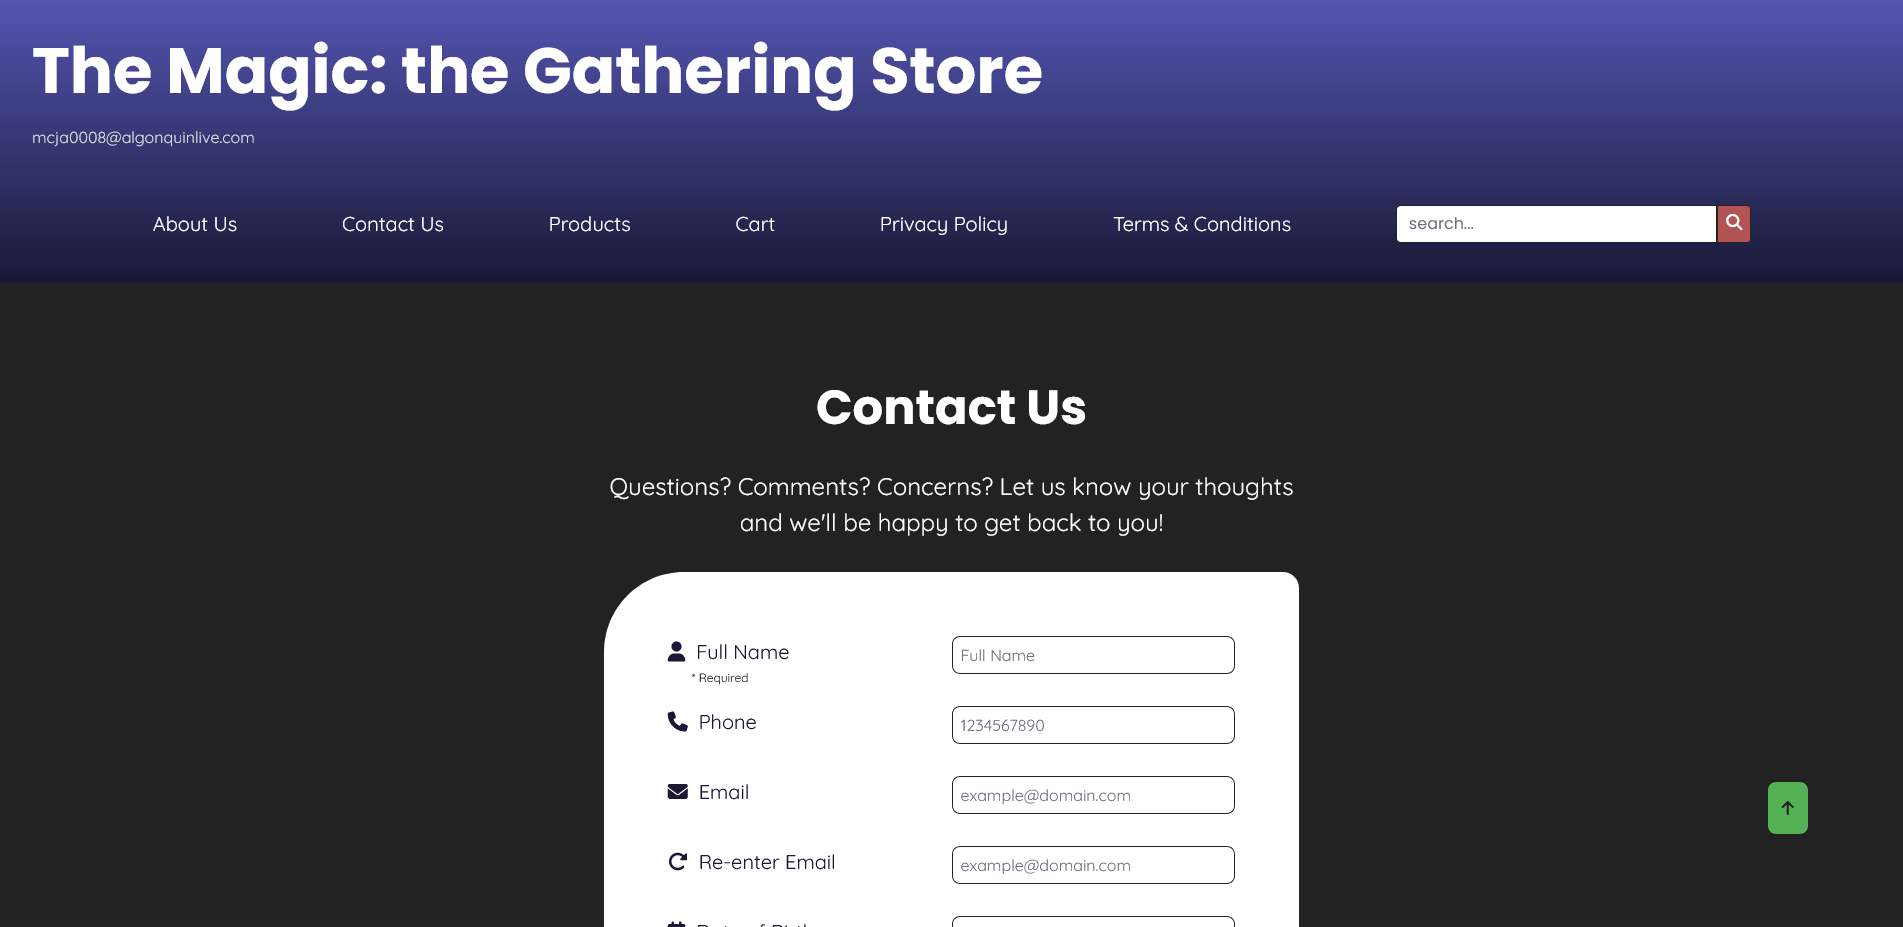 The Magic: the Gathering Store
mcja0008@algonquinlive.com
About Us
Contact Us
Products
Cart
Privacy Policy
Terms & Conditions
search...
Contact Us
Questions? Comments? Concerns? Let us know your thoughts
and we'll be happy to get back to you!
Full Name
Full Name
* Required
Phone
1234567890
Email
example@domain.com
Re-enter Email
example@domain.com